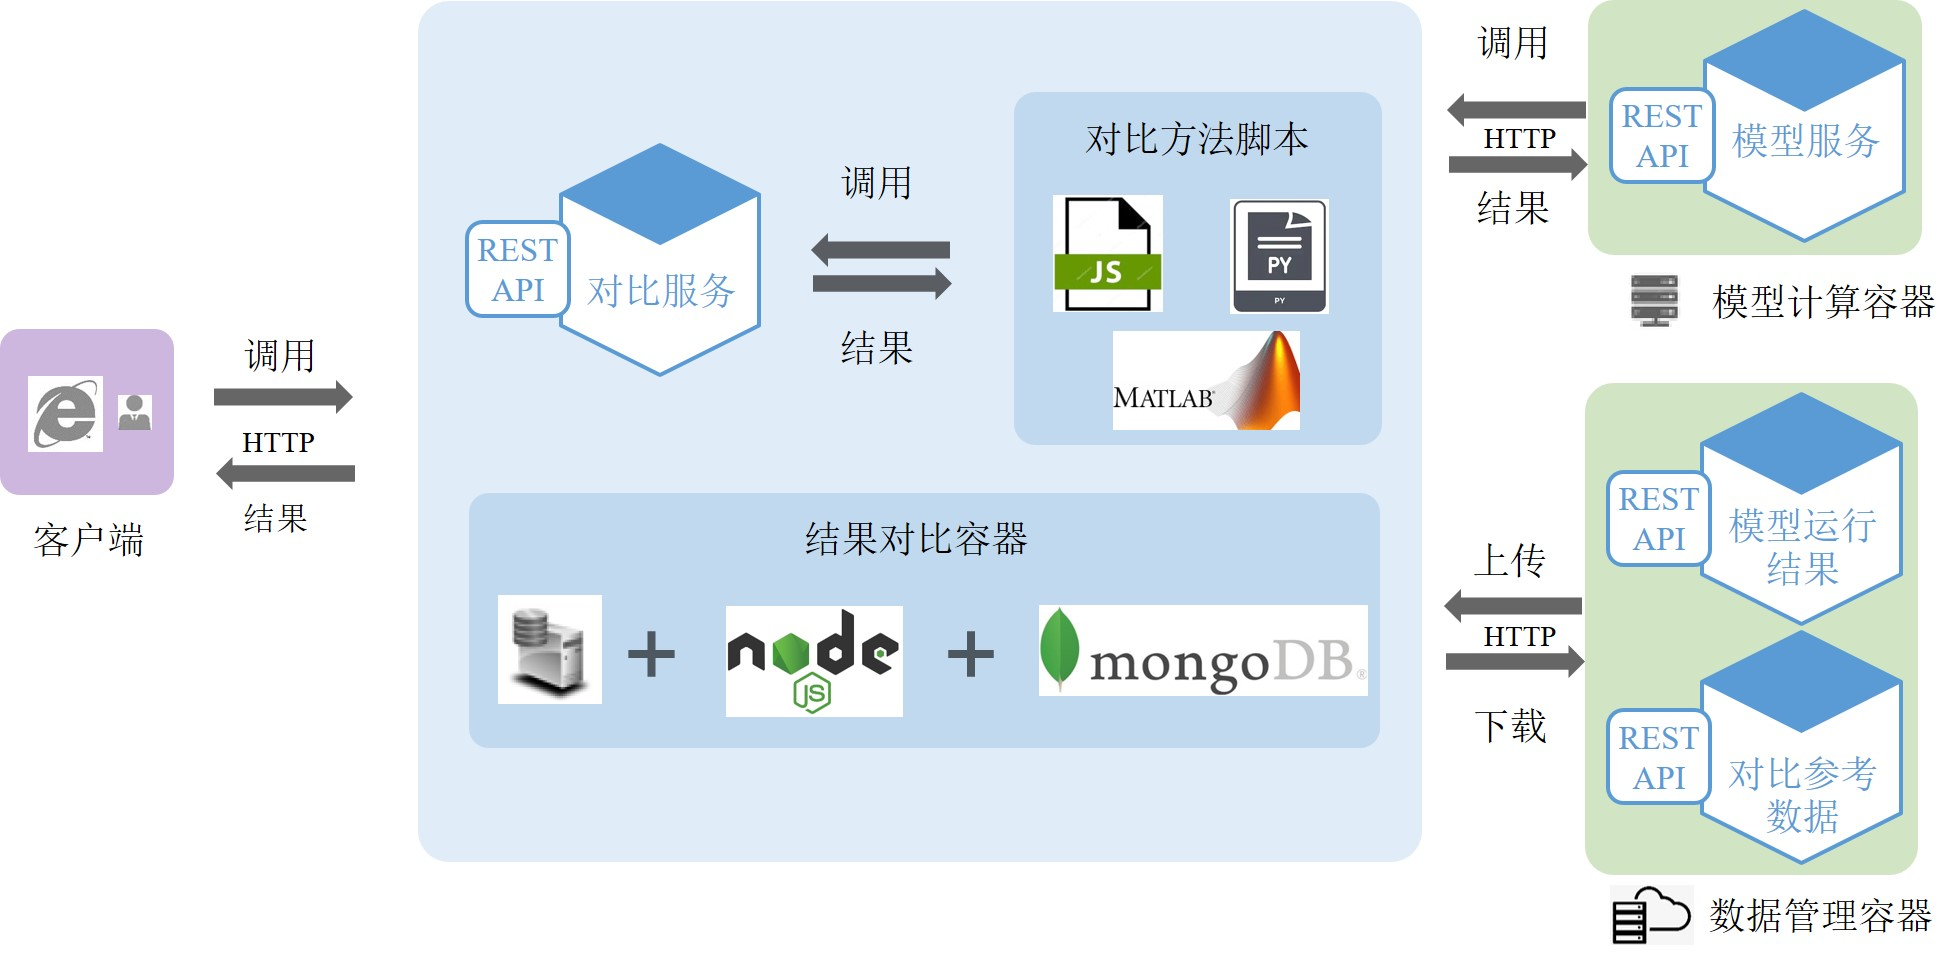 客户端
调用
HTTP
结果
REST
API
对比服务
调用
结果
对比方法脚本
JS
PY
PY
MATLAB
结果对比容器
+
node
JS
+
mongoDB
调用
HTTP
结果
REST
API
模型服务
模型计算容器
上传
HTTP
下载
REST
API
模型运行
结果
REST
API
对比参考
数据
数据管理容器